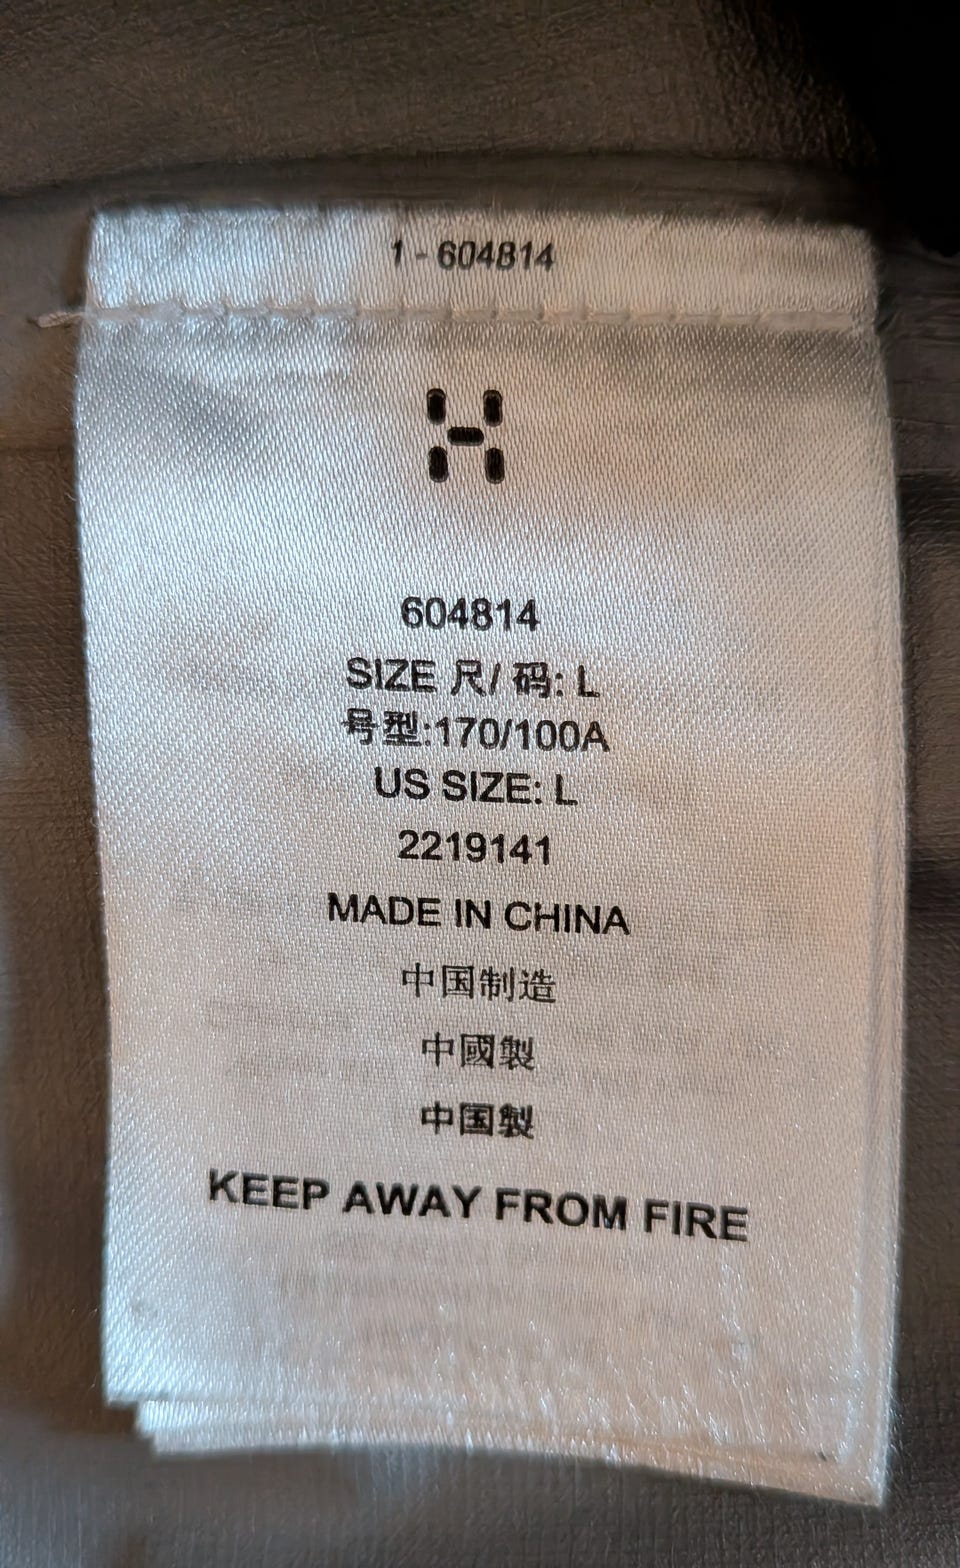 1 - 604814
H
604814
SIZE 尺/ 码: L
号型:170/100A
US SIZE: L
2219141
MADE IN CHINA
中国制造
中國製
中国製
KEEP AWAY FROM FIRE